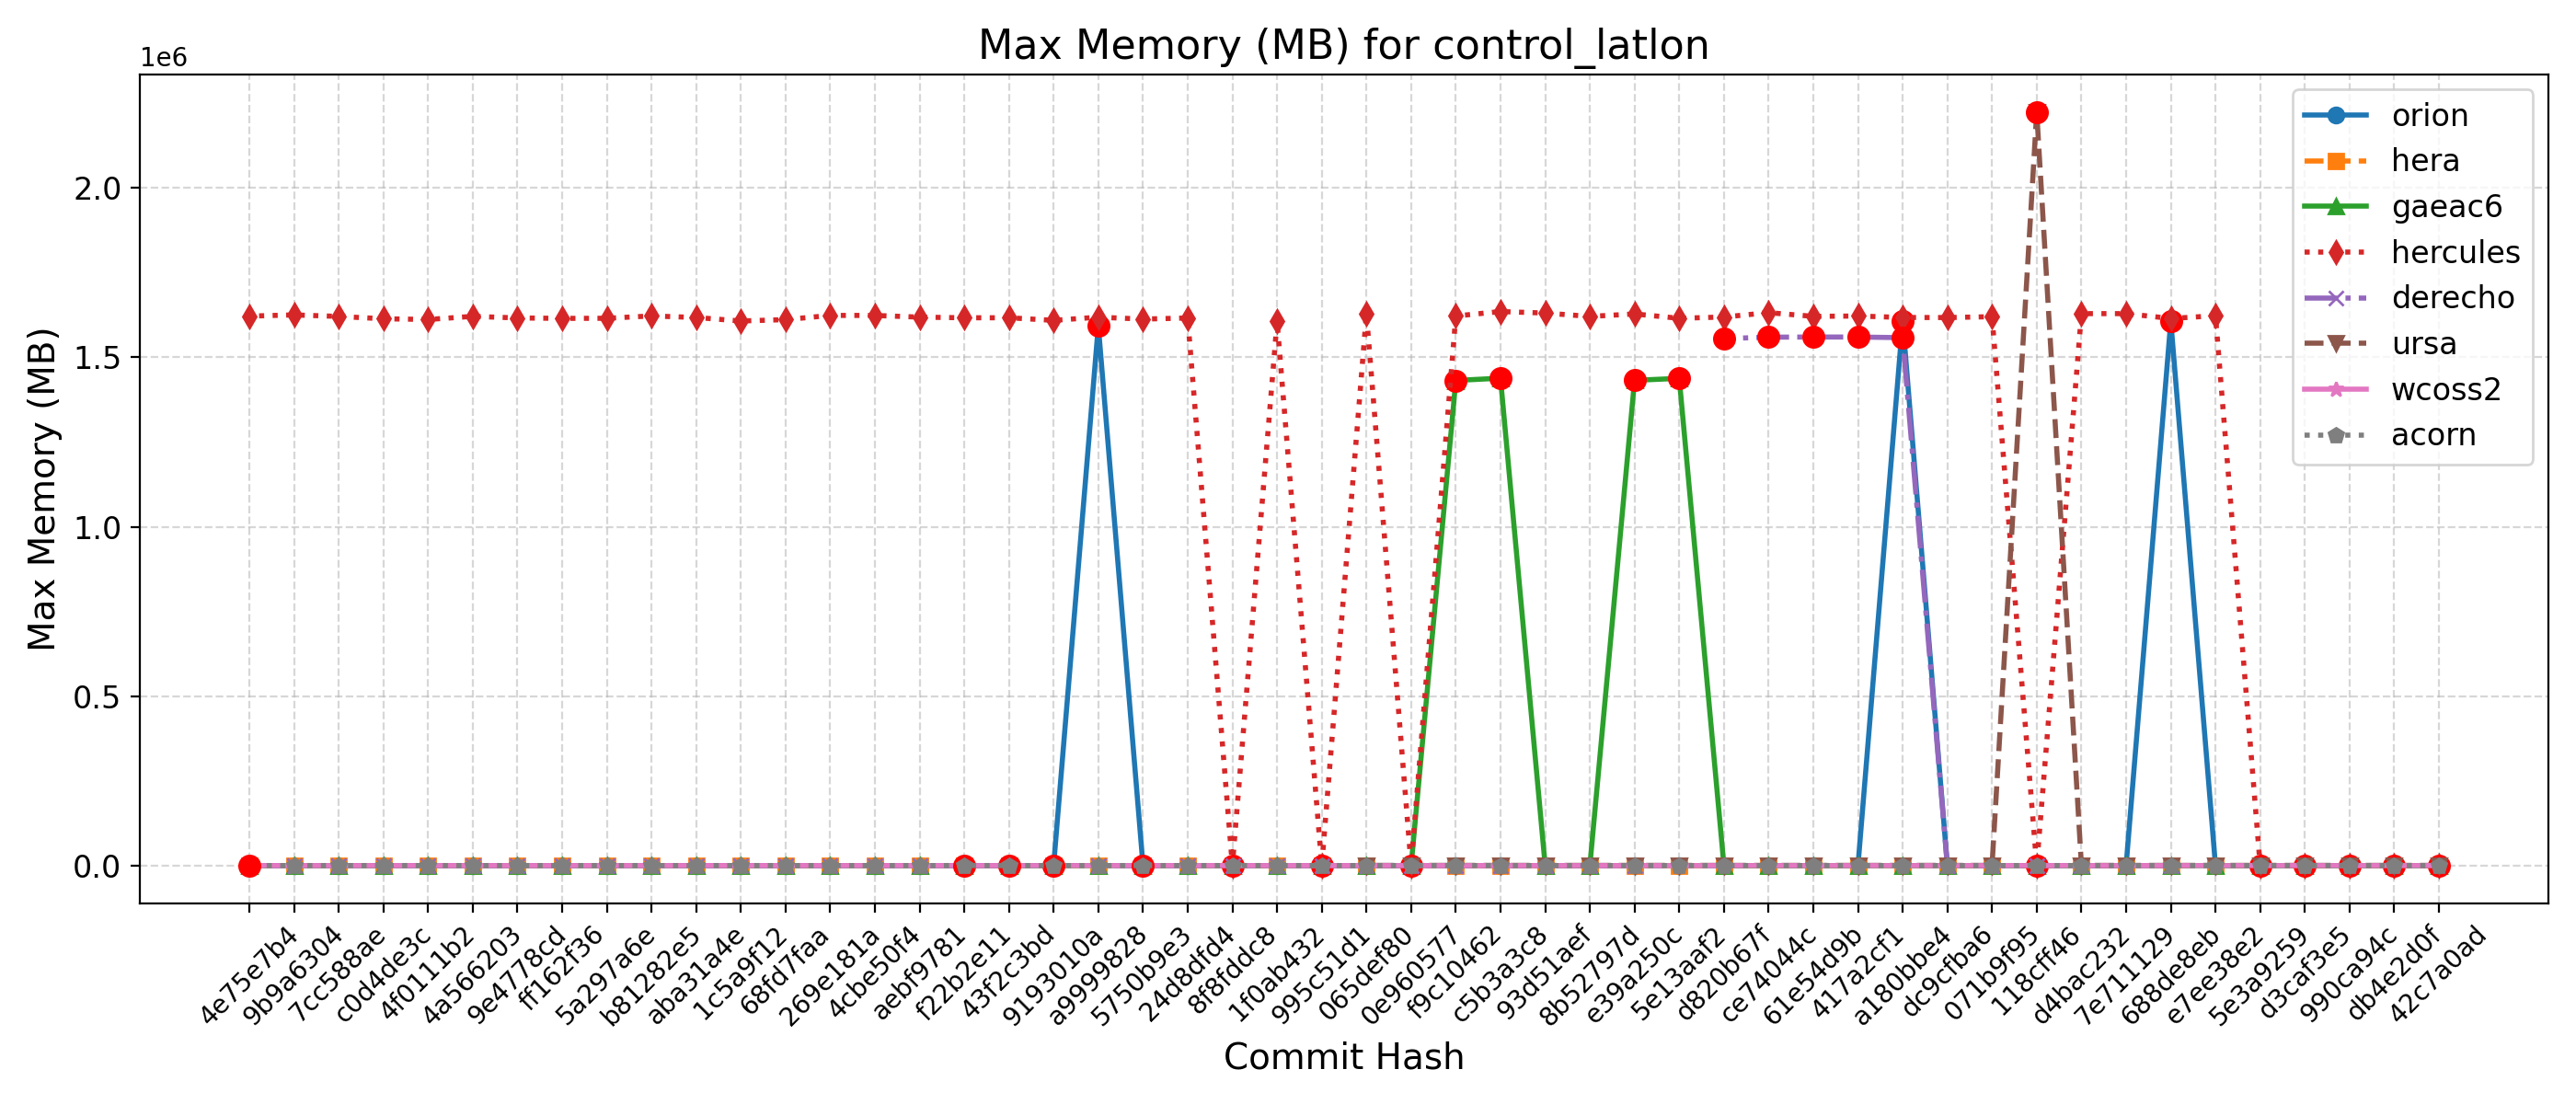 Max Memory (MB) for control_latlon
1e6
2.0
1.5
1.0
0.5
0.0
Max Memory (MB)
orion
hera
gaeac6
hercules
derecho
ursa
wcoss2
acorn
4e75e7b4
9b9a6304
7cc588ae
c0d4de3c
4f0111b2
4a566203
9e4778cd
ff162f36
5a297a6e
b81282e5
aba31a4e
1c5a9f12
68fd7faa
269e181a
4cbe50f4
aebf9781
f22b2e11
43f2c3bd
9193010a
a9999828
5750b9e3
24d8dfd4
8f8fddc8
1f0ab432
995c51d1
065def80
0e960577
f9c10462
c5b3a3c8
93d51aef
8b52797d
e39a250c
5e13aaf2
d820b67f
ce74044c
61e54d9b
417a2cf1
a180bbe4
dc9cfba6
071b9f95
118cff46
d4bac232
7e711129
688de8eb
e7ee38e2
5e3a9259
d3caf3e5
990ca94c
db4e2d0f
42c7a0ad
Commit Hash